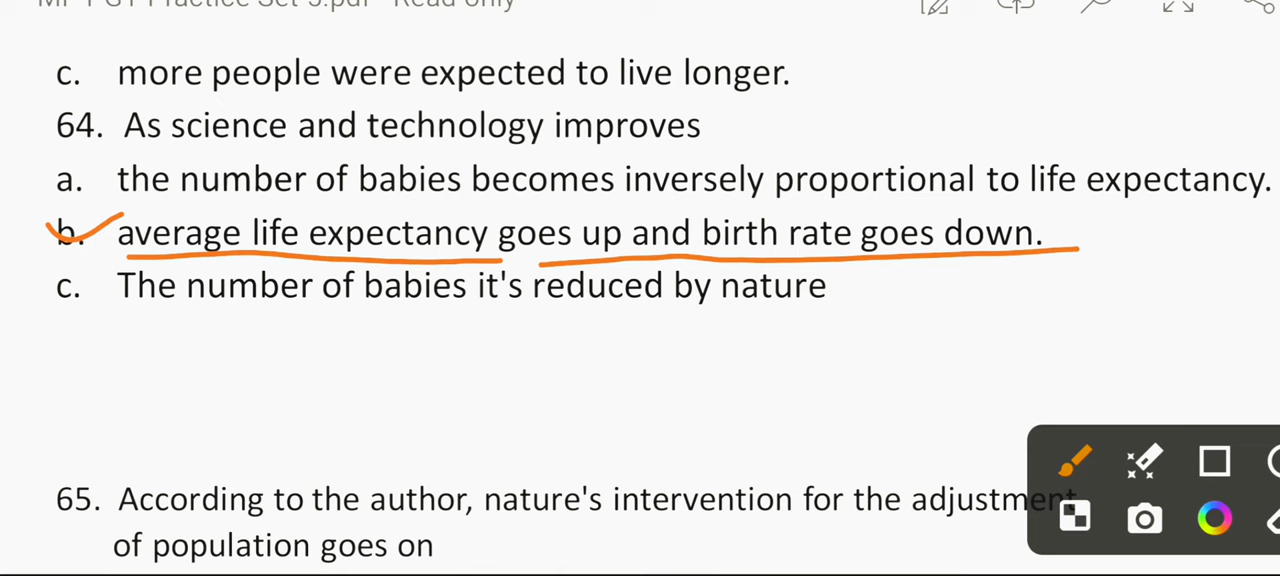 c. more people were expected to live longer.
64. As science and technology improves
a. the number of babies becomes inversely proportional to life expectancy.
b. average life expectancy goes up and birth rate goes down.
c. The number of babies it's reduced by nature
65. According to the author, nature's intervention for the adjustment
of population goes on